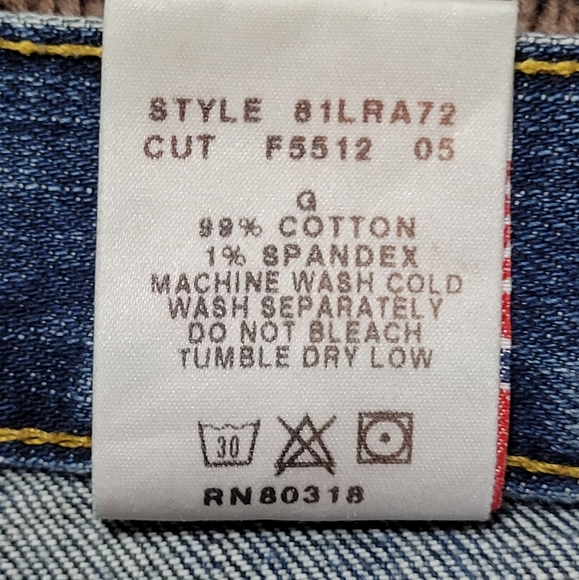 STYLE 81LRA72
CUT F5512 05
G
99% COTTON
1% SPANDEX
MACHINE WASH COLD
WASH SEPARATELY
DO NOT BLEACH
TUMBLE DRY LOW
30
RN80318